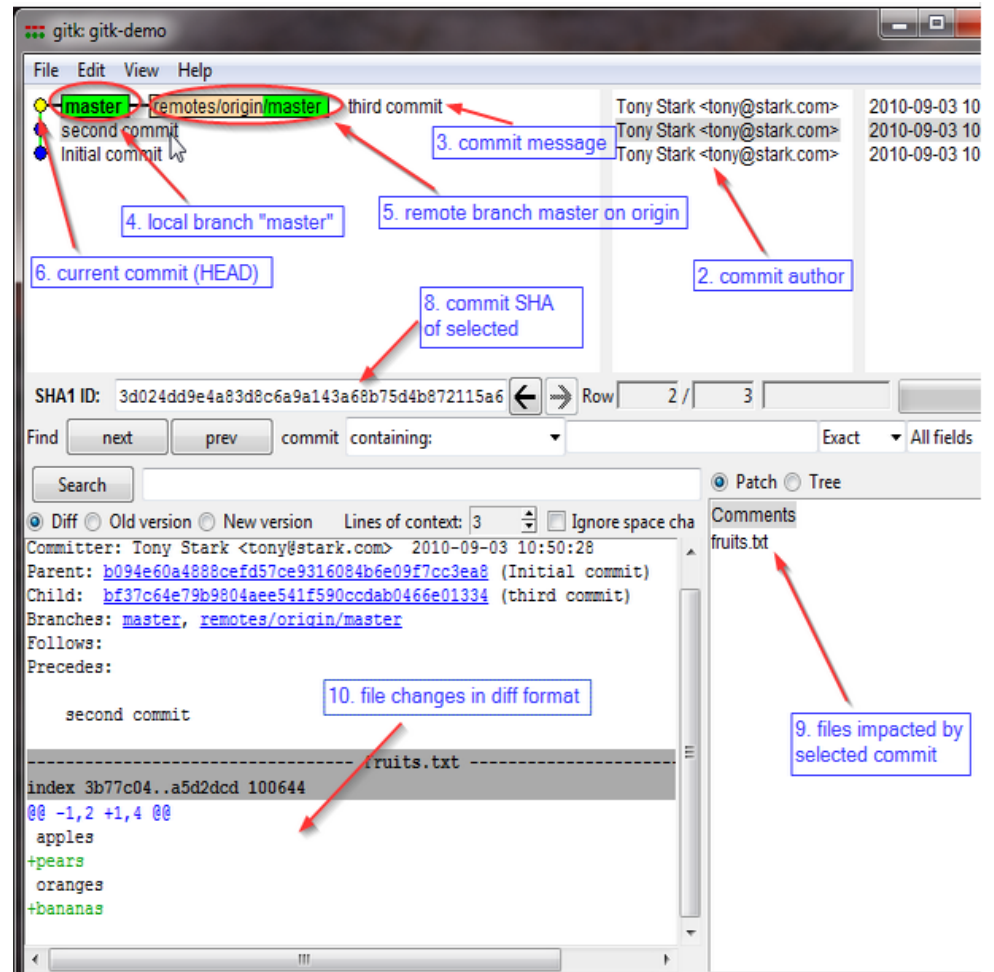 gitk: gitk-demo
File Edit View Help
master remotes/origin/master third commit Tony Stark <tony@stark.com> 2010-09-03 10
second commit Tony Stark <tony@stark.com> 2010-09-03 10
Initial commit Tony Stark <tony@stark.com> 2010-09-03 10
3. commit message
4. local branch "master"
5. remote branch master on origin
6. current commit (HEAD)
2. commit author
8. commit SHA
of selected
SHA1 ID: 3d024dd9e4a83d8c6a9a143a68b75d4b872115a6 Row 2 / 3
Find next prev commit containing: Exact All fields
Search
Patch Tree
Diff Old version New version Lines of context: 3 Ignore space cha
Comments
fruits.txt
Committer: Tony Stark <tony@stark.com> 2010-09-03 10:50:28
Parent: b094e60a4888cefd57ce9316084b6e09f7cc3ea8 (Initial commit)
Child: bf37c64e79b9804aee541f590ccdab0466e01334 (third commit)
Branches: master, remotes/origin/master
Follows:
Precedes:
10. file changes in diff format
second commit
9. files impacted by
selected commit
---------------------------------- fruits.txt ----------------------
index 3b77c04..a5d2dcd 100644
@@ -1,2 +1,4 @@
apples
+pears
oranges
+bananas